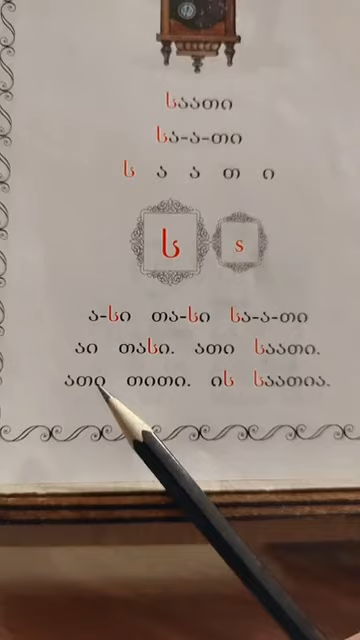 საათი
სა-ა-თი
ს ა ა თ ი
ს s
ა-სი თა-სი სა-ა-თი
აი თასი. ათი საათი.
ათი თითი. ის საათია.